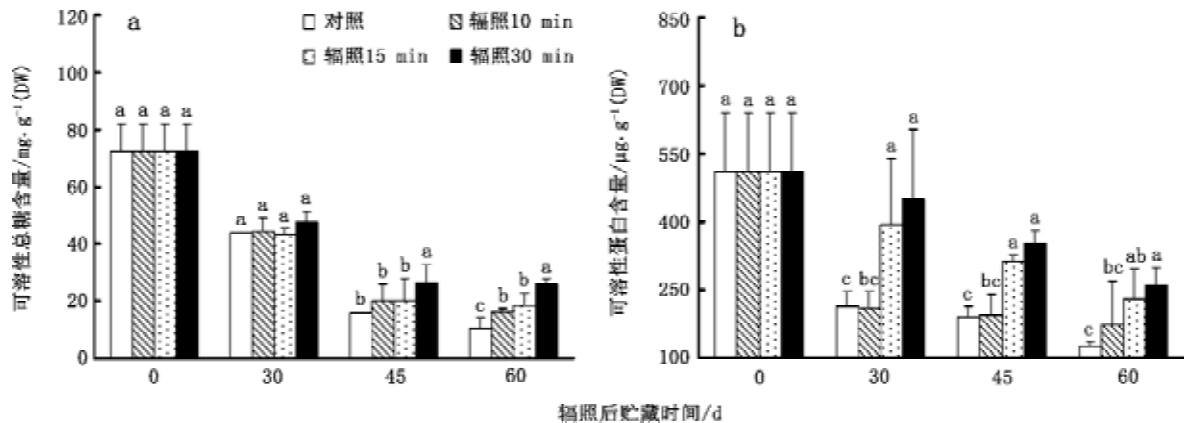 a
对照
辐照10 min
辐照15 min
辐照30 min
可溶性总糖含量/mg·g⁻¹(DW)
120
100
80
60
40
20
0
a a a a
a a a a
b b b a
c b b a
0 30 45 60
b
可溶性蛋白含量/μg·g⁻¹(DW)
850
700
550
400
250
100
a a a a
c bc a a
c bc a a
c bc ab a
0 30 45 60
辐照后贮藏时间/d